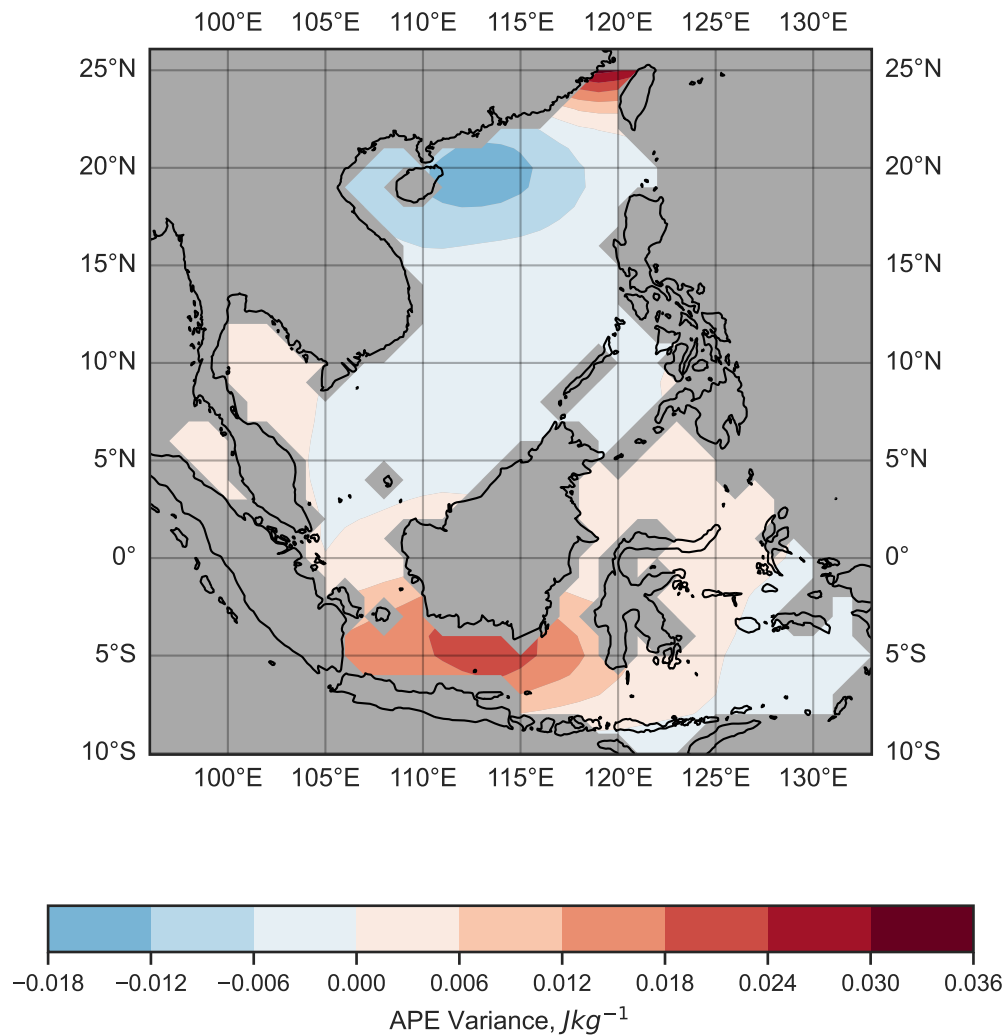 100°E 105°E 110°E 115°E 120°E 125°E 130°E
25°N 25°N
20°N 20°N
15°N 15°N
10°N 10°N
5°N 5°N
0° 0°
5°S 5°S
10°S 10°S
100°E 105°E 110°E 115°E 120°E 125°E 130°E
−0.018 −0.012 −0.006 0.000 0.006 0.012 0.018 0.024 0.030 0.036
APE Variance, Jkg⁻¹